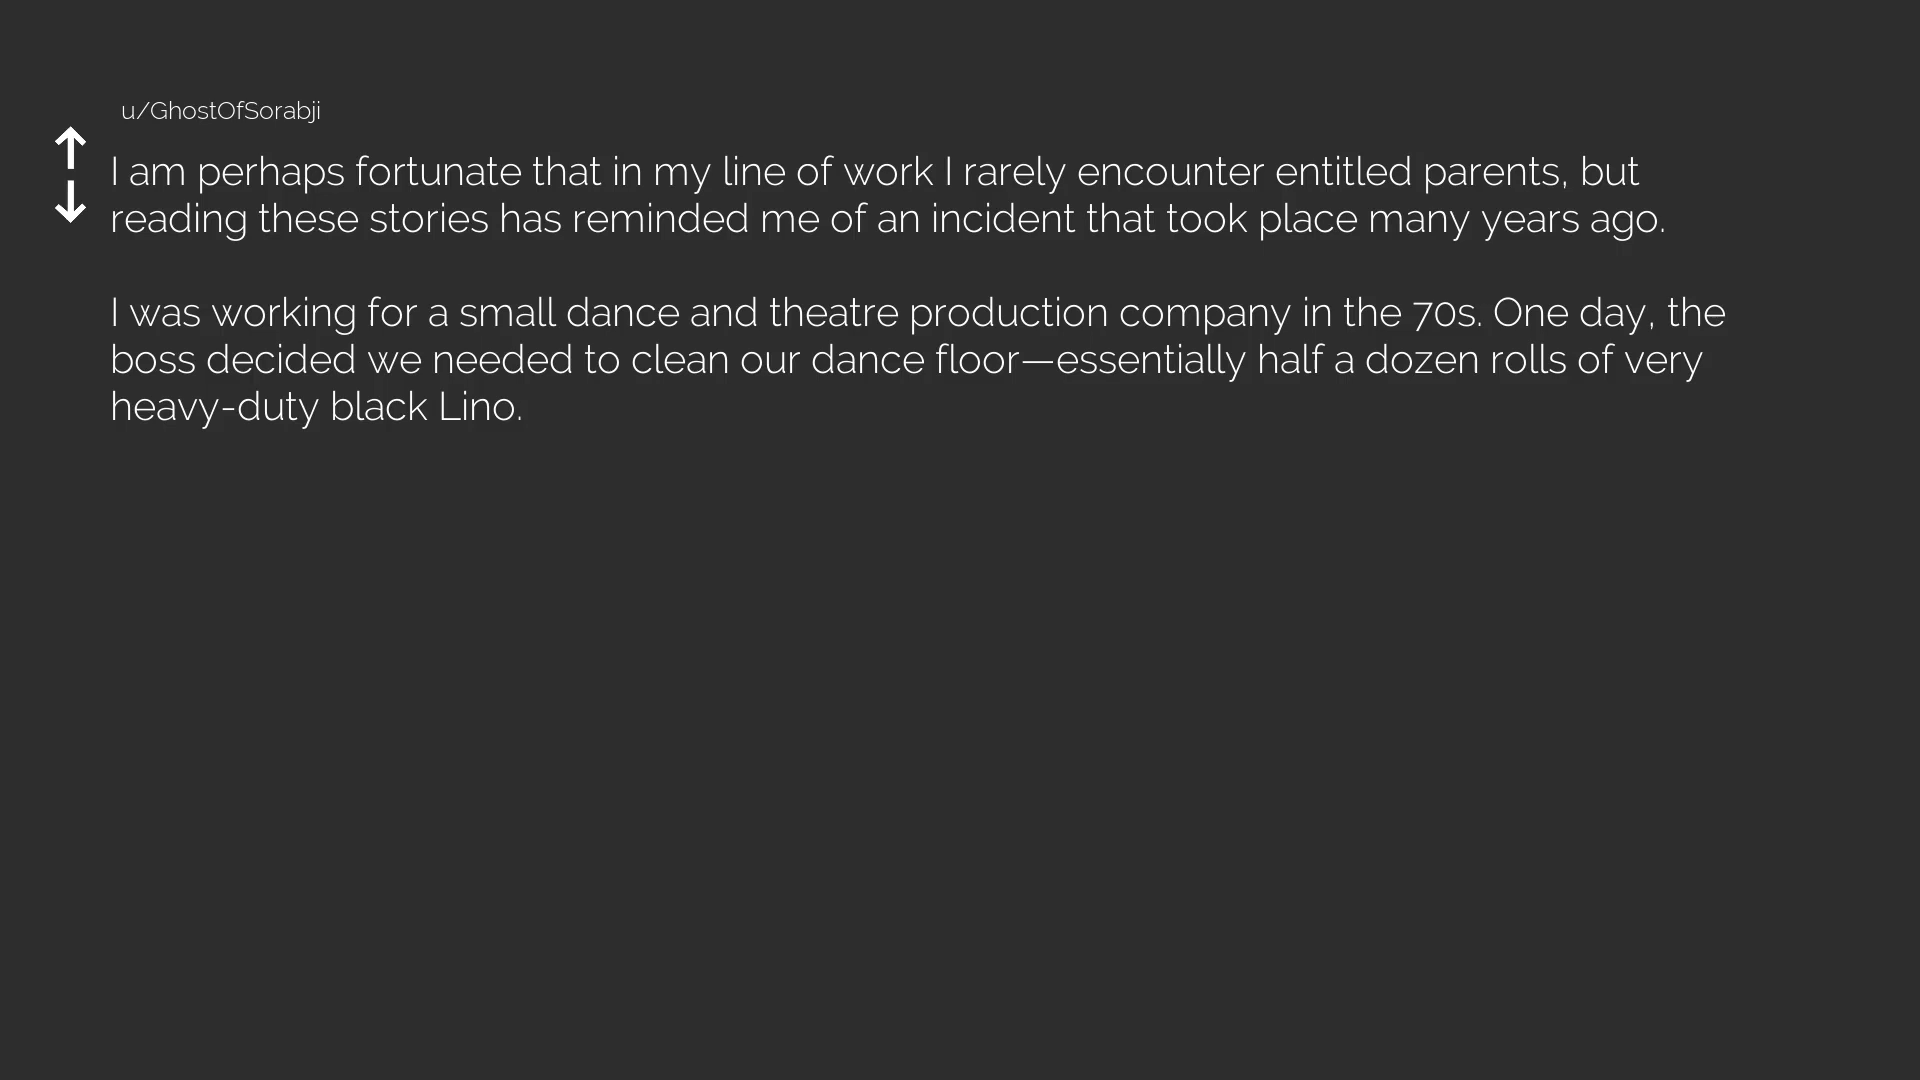 u/GhostOfSorabji
I am perhaps fortunate that in my line of work I rarely encounter entitled parents, but
reading these stories has reminded me of an incident that took place many years ago.
I was working for a small dance and theatre production company in the 70s. One day, the
boss decided we needed to clean our dance floor—essentially half a dozen rolls of very
heavy-duty black Lino.